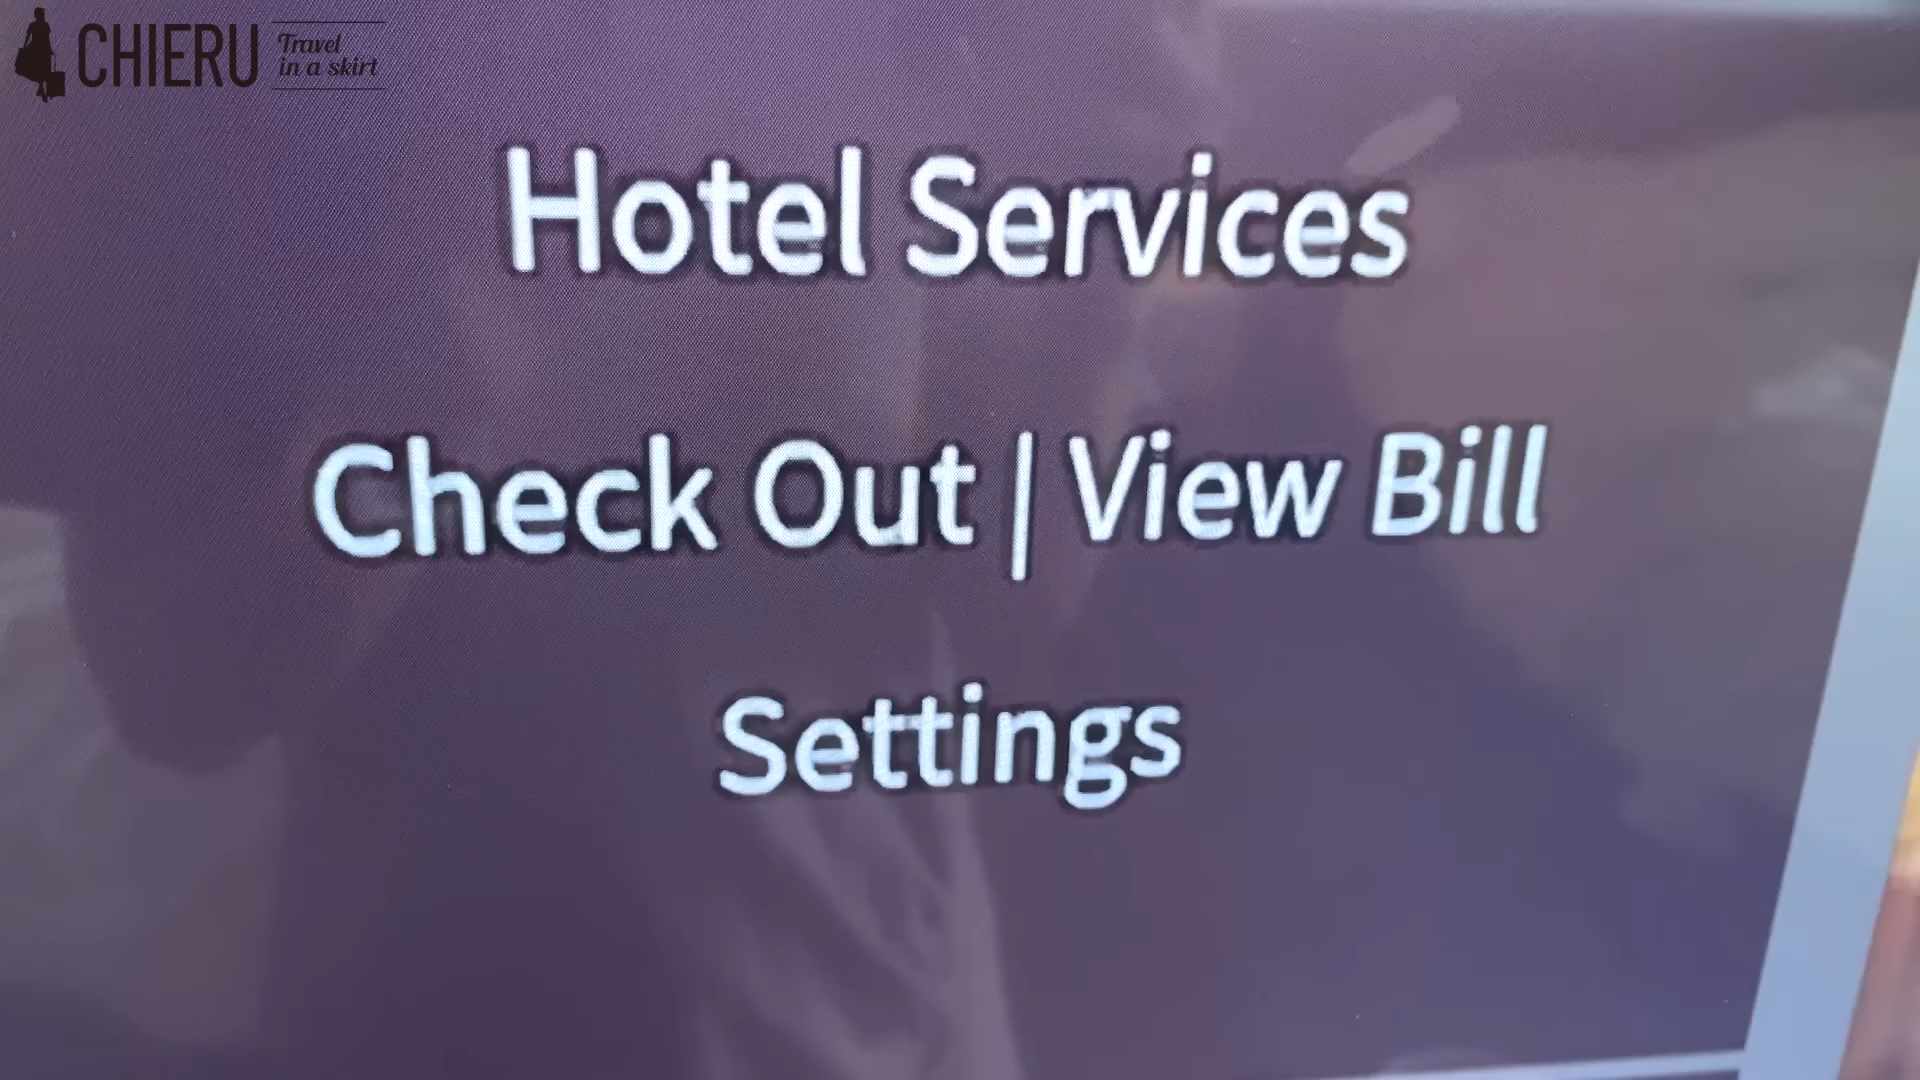 CHIERU
Travel
in a skirt
Hotel Services
Check Out | View Bill
Settings